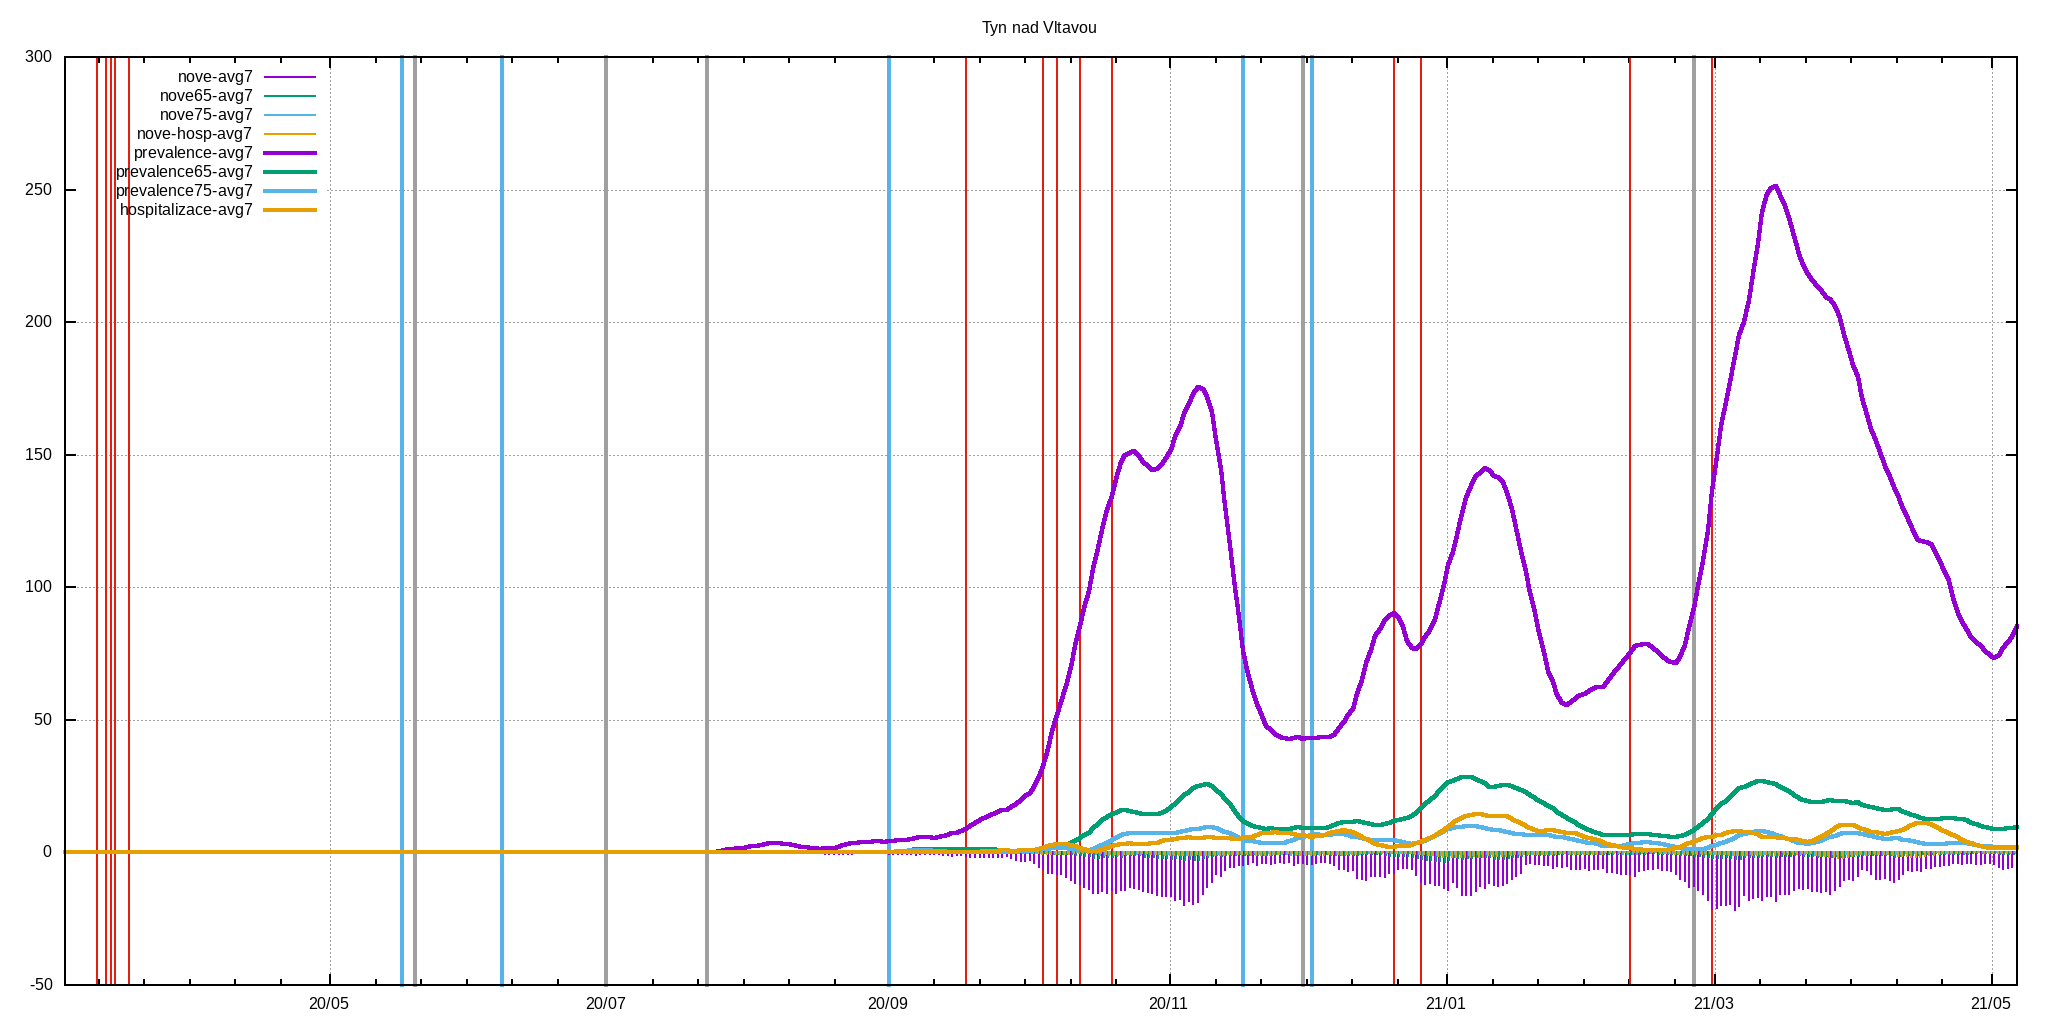 Tyn nad Vltavou
300
250
200
150
100
50
0
-50
nove-avg7
nove65-avg7
nove75-avg7
nove-hosp-avg7
prevalence-avg7
prevalence65-avg7
prevalence75-avg7
hospitalizace-avg7
20/05 20/07 20/09 20/11 21/01 21/03 21/05